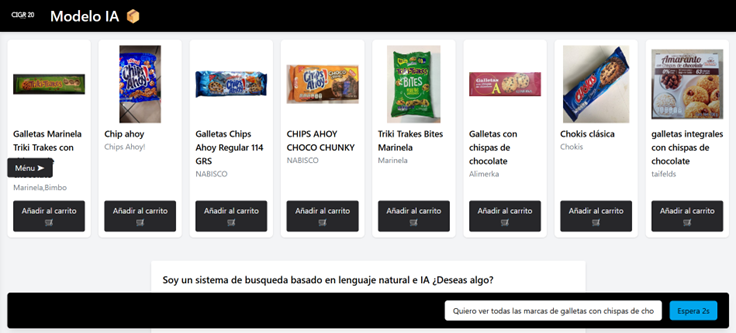 CIGR 20
Modelo IA
Galletas Marinela
Triki Trakes con
Marinela,Bimbo
Añadir al carrito
Chip ahoy
Chips Ahoy!
Añadir al carrito
Galletas Chips
Ahoy Regular 114
GRS
NABISCO
Añadir al carrito
CHIPS AHOY
CHOCO CHUNKY
NABISCO
Añadir al carrito
Triki Trakes Bites
Marinela
Marinela
Añadir al carrito
Galletas con
chispas de
chocolate
Alimerka
Añadir al carrito
Chokis clásica
Chokis
Añadir al carrito
Amaranto
galletas integrales
con chispas de
chocolate
taifelds
Añadir al carrito
Ménu ➤
Soy un sistema de busqueda basado en lenguaje natural e IA ¿Deseas algo?
Quiero ver todas las marcas de galletas con chispas de cho
Espera 2s